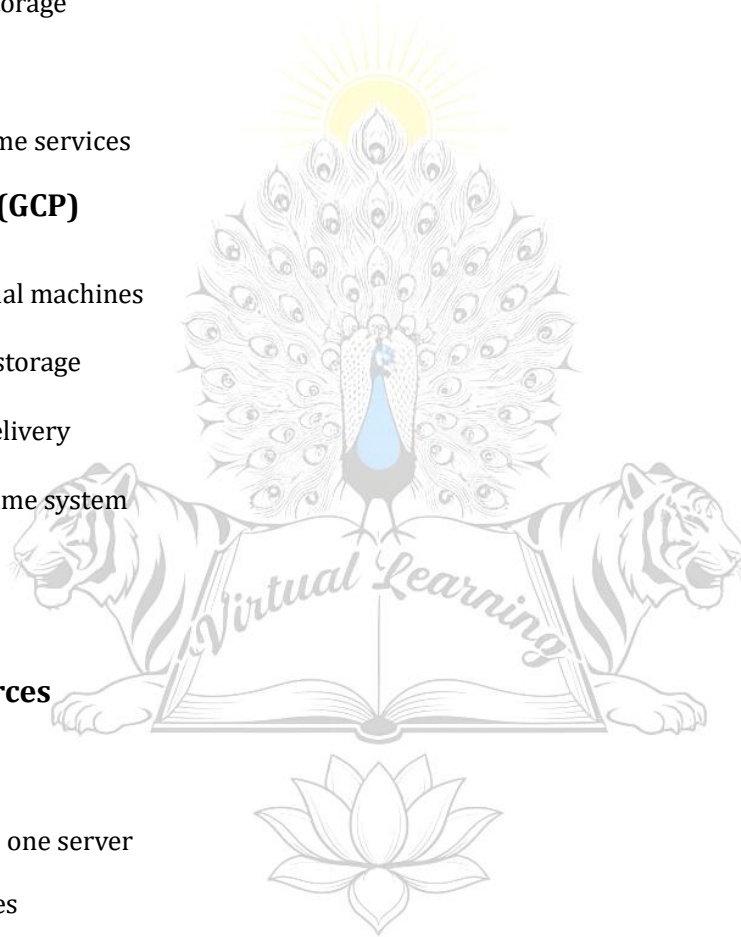 orage
me services
(GCP)
al machines
storage
elivery
me system
Virtual Learning
rces
one server
es